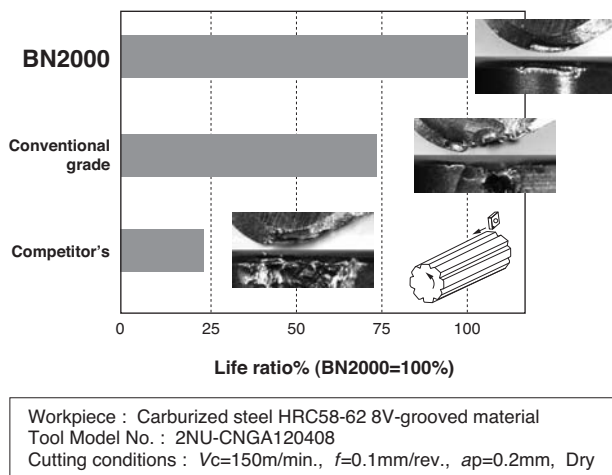 BN2000
Conventional
grade
Competitor's
0 25 50 75 100
Life ratio% (BN2000=100%)
Workpiece : Carburized steel HRC58-62 8V-grooved material
Tool Model No. : 2NU-CNGA120408
Cutting conditions : Vc=150m/min., f=0.1mm/rev., ap=0.2mm, Dry